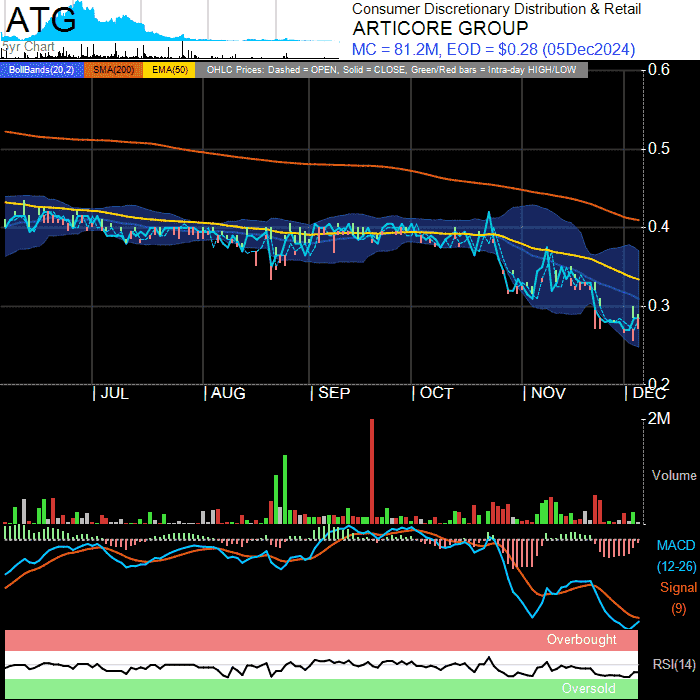 ATG
5yr Chart
Consumer Discretionary Distribution & Retail
ARTICORE GROUP
MC = 81.2M, EOD = $0.28 (05Dec2024)
BollBands(20,2) SMA(200) EMA(50) OHLC Prices: Dashed = OPEN, Solid = CLOSE, Green/Red bars = Intra-day HIGH/LOW
0.6
0.5
0.4
0.3
0.2
| JUL | AUG | SEP | OCT | NOV | DEC
2M
Volume
MACD
(12-26)
Signal
(9)
Overbought
RSI(14)
Oversold